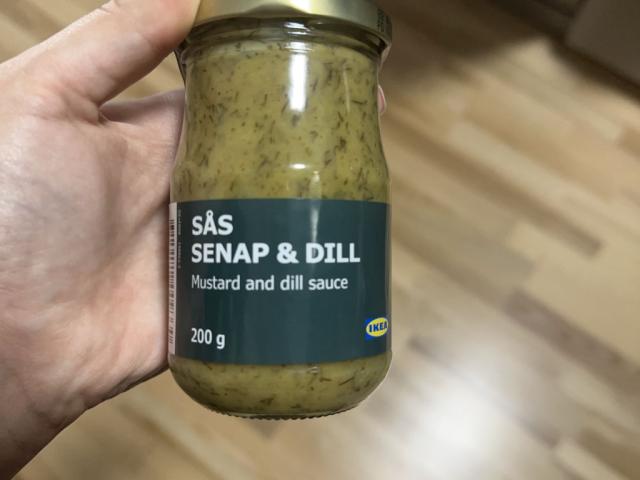 SÅS
SENAP & DILL
Mustard and dill sauce
200 g
IKEA